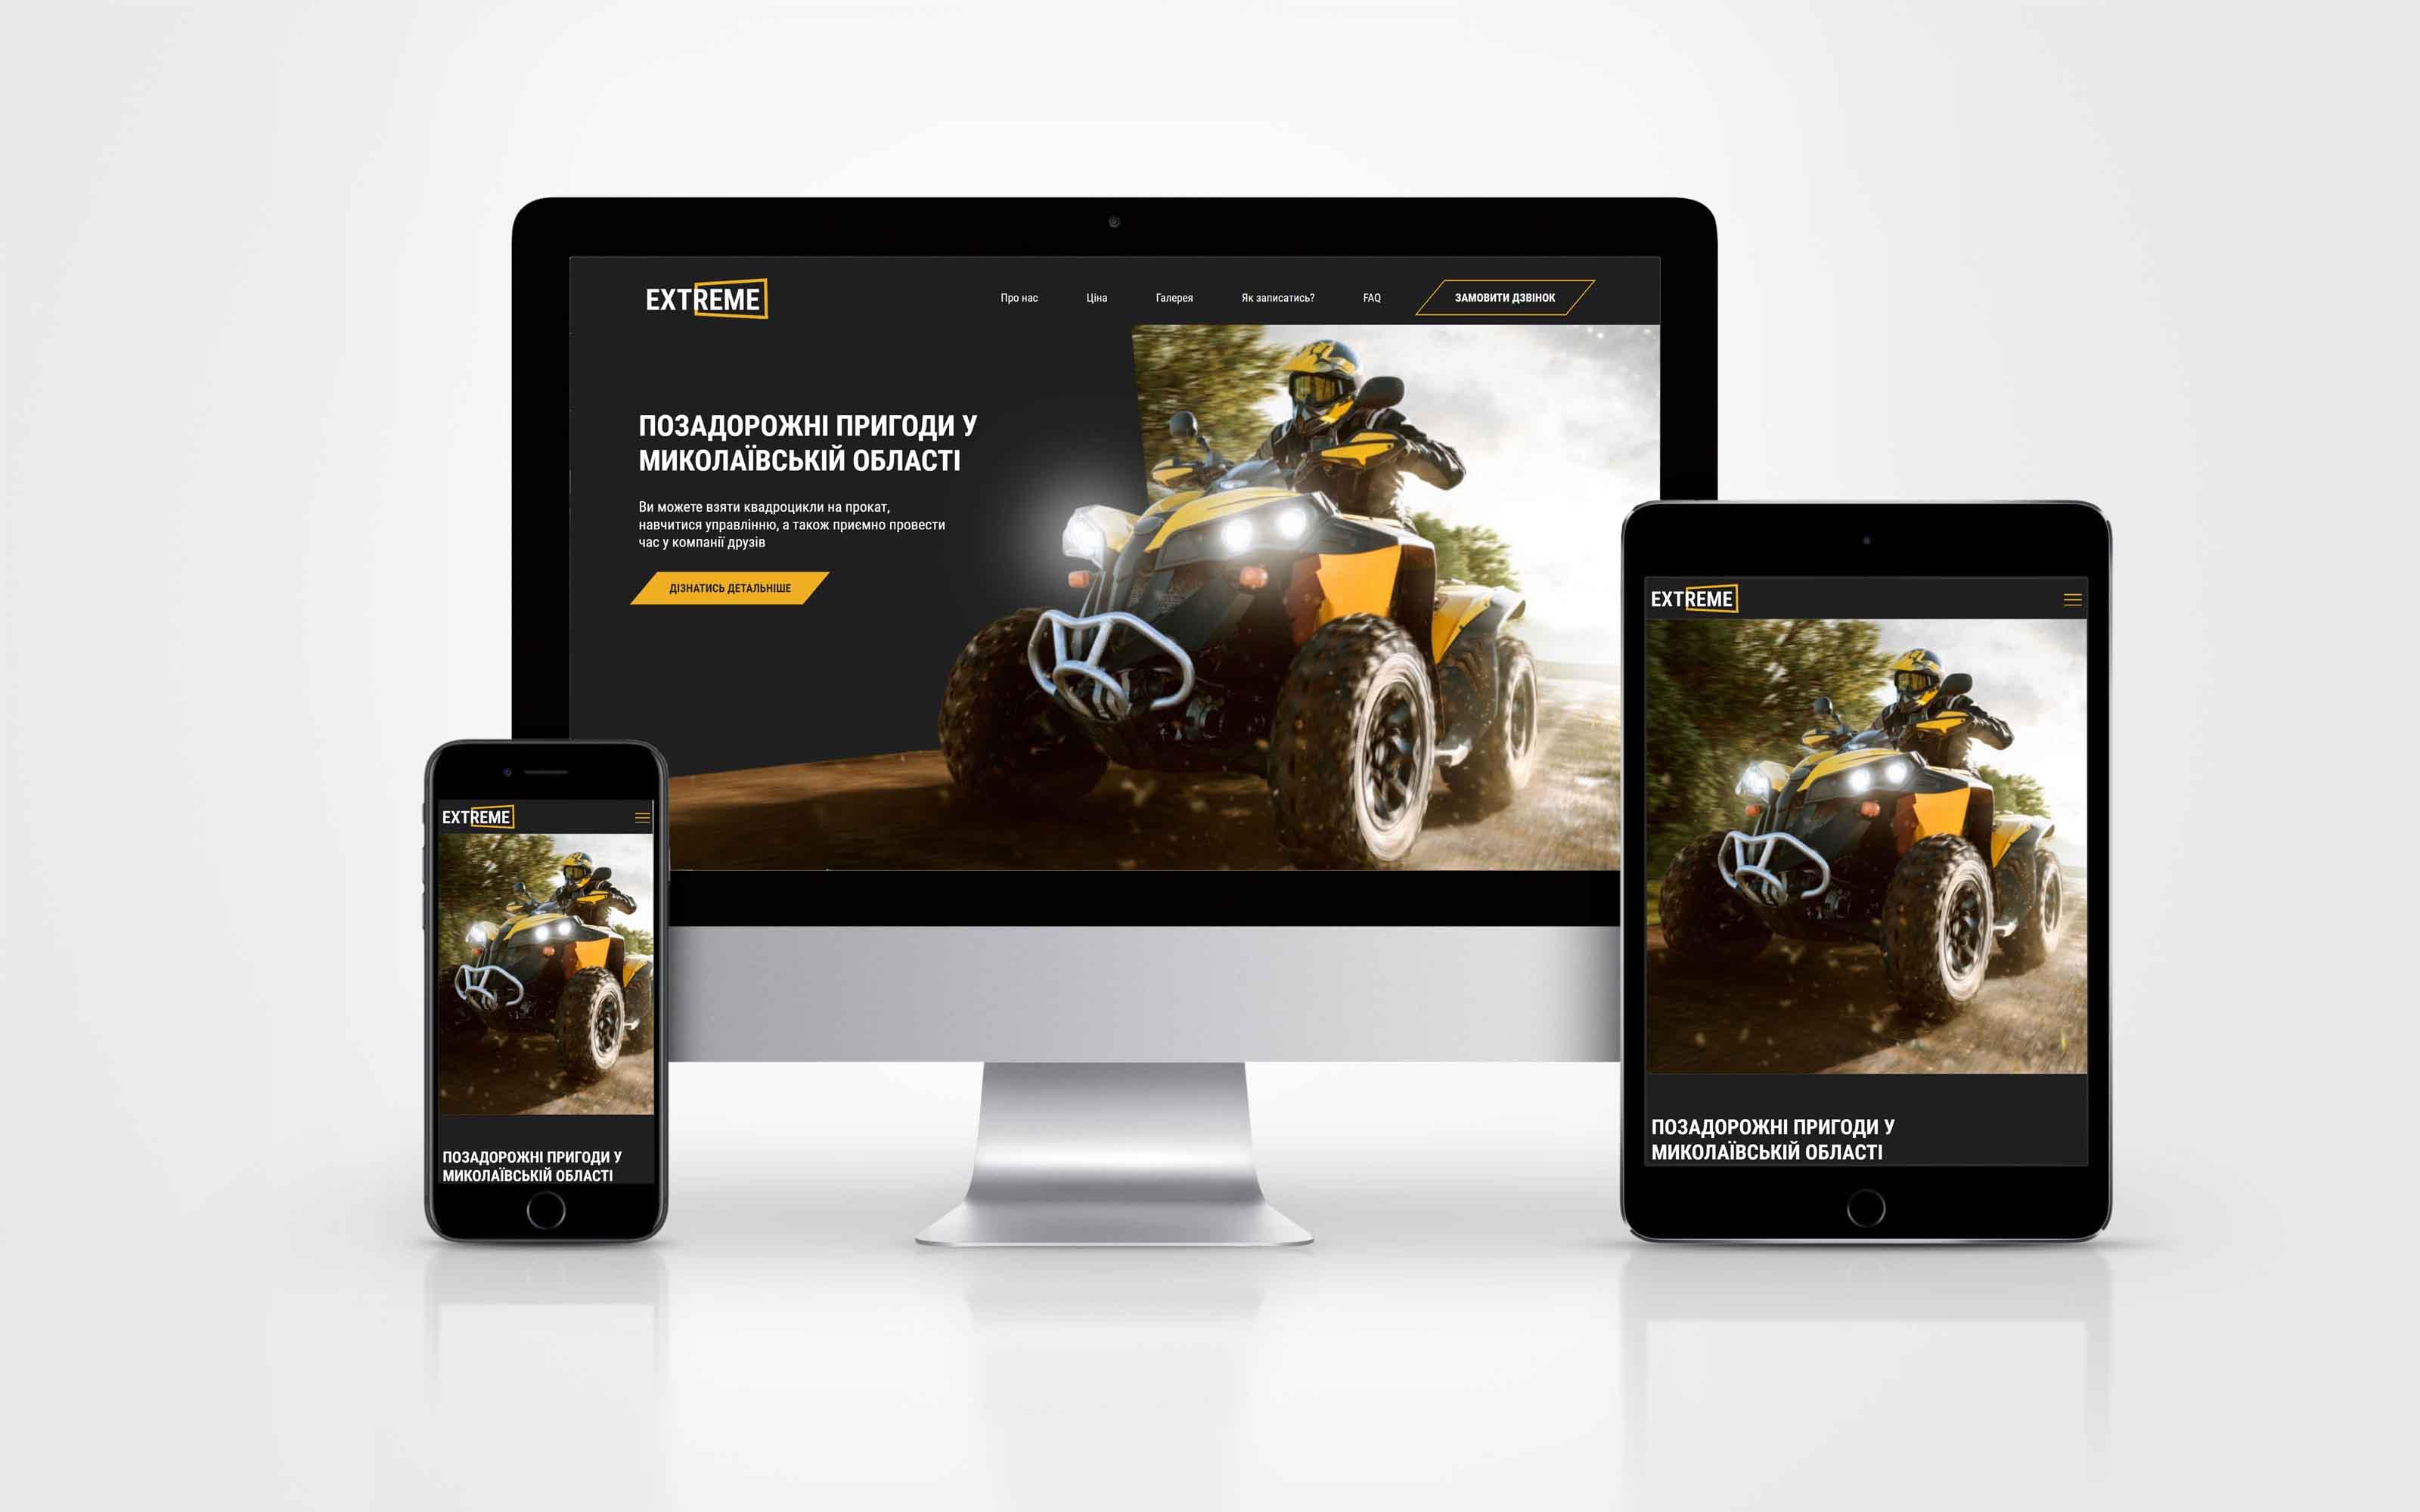 EXTREME
Про нас Ціна Галерея Як записатись? FAQ ЗАМОВИТИ ДЗВІНОК
ПОЗАДОРОЖНІ ПРИГОДИ У
МИКОЛАЇВСЬКІЙ ОБЛАСТІ
Ви можете взяти квадроцикли на прокат,
навчитися управлінню, а також приємно провести
час у компанії друзів
ДІЗНАТИСЬ ДЕТАЛЬНІШЕ
EXTREME
ПОЗАДОРОЖНІ ПРИГОДИ У
МИКОЛАЇВСЬКІЙ ОБЛАСТІ
EXTREME
ПОЗАДОРОЖНІ ПРИГОДИ У
МИКОЛАЇВСЬКІЙ ОБЛАСТІ